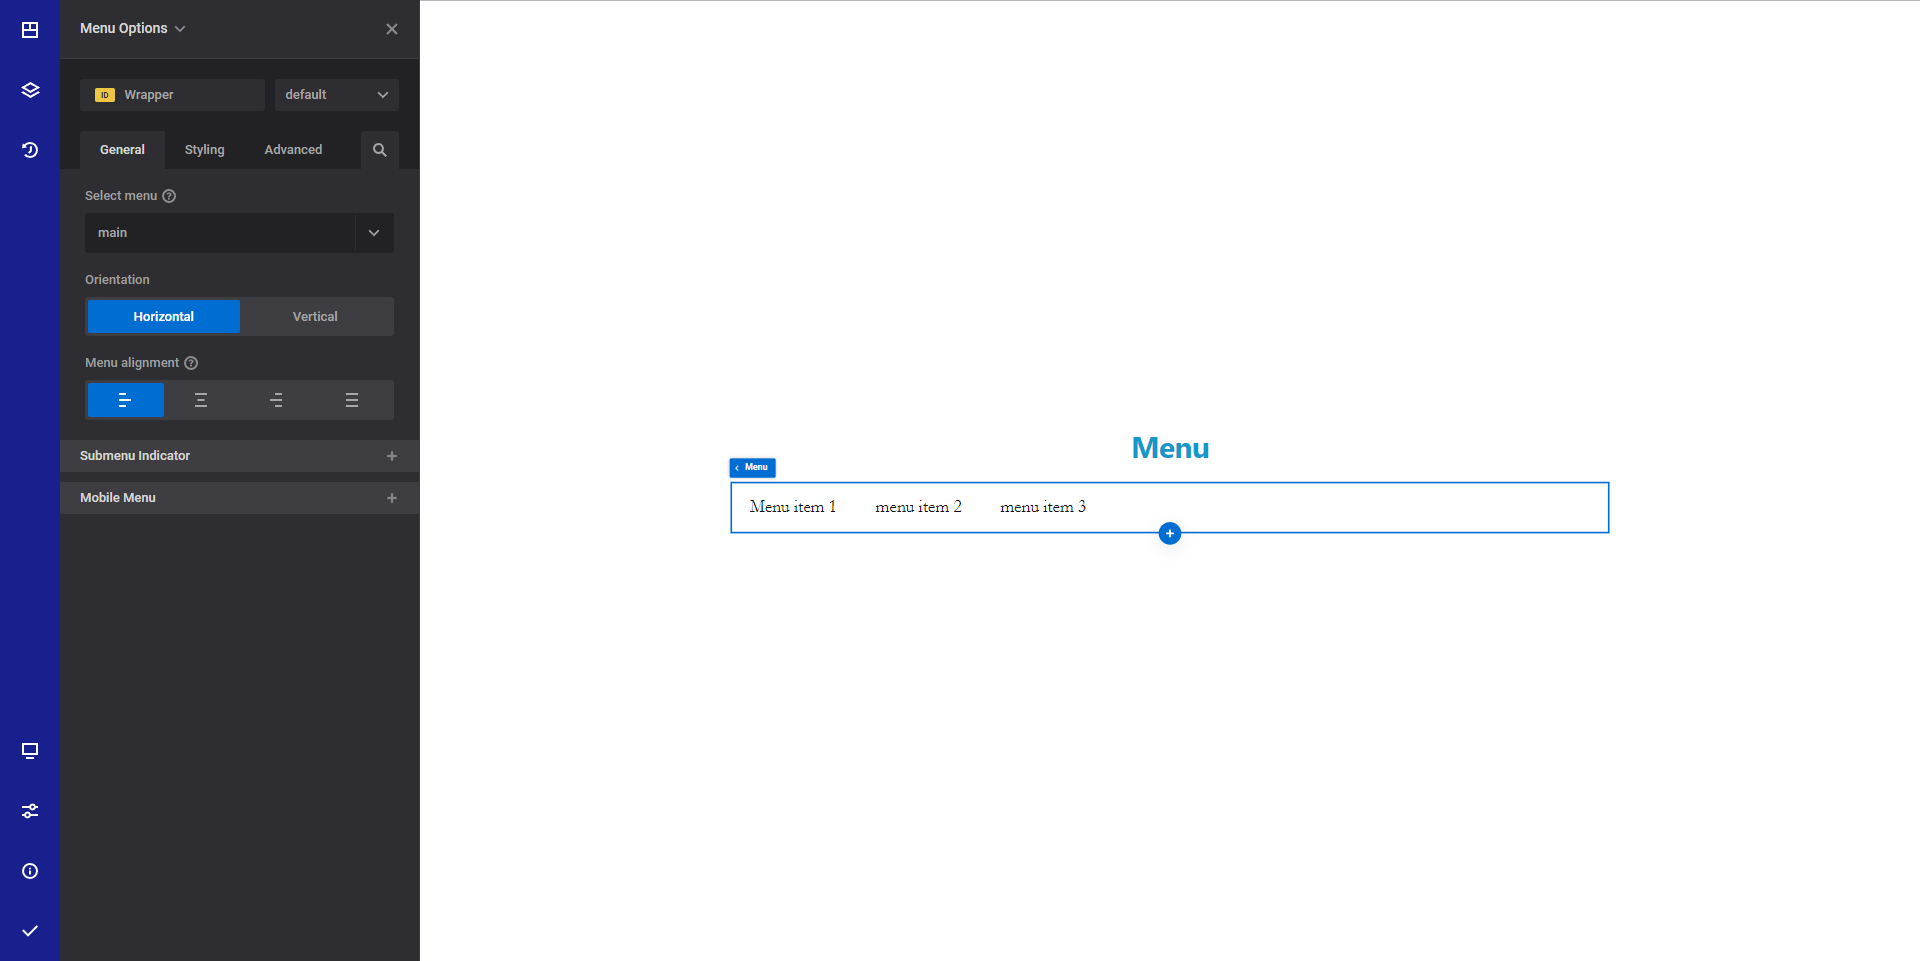 Menu Options
ID Wrapper
default
General Styling Advanced
Select menu ?
main
Orientation
Horizontal Vertical
Menu alignment ?
Submenu Indicator +
Mobile Menu +
Menu
Menu
Menu item 1 menu item 2 menu item 3